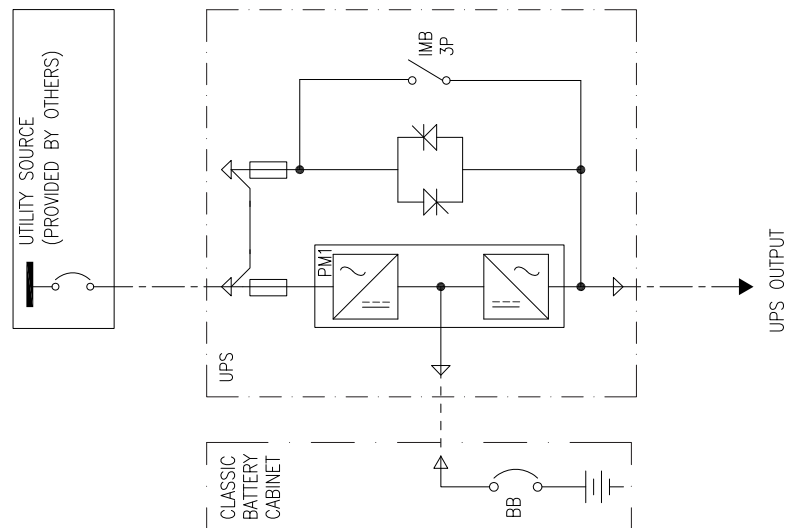 UTILITY SOURCE
(PROVIDED BY OTHERS)
IMB
3P
PM1
UPS
UPS OUTPUT
CLASSIC
BATTERY
CABINET
BB